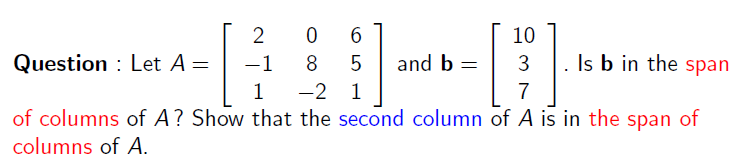 Question : Let A = [ 2 0 6 ; −1 8 5 ; 1 −2 1 ] and b = [ 10 ; 3 ; 7 ] . Is b in the span
of columns of A? Show that the second column of A is in the span of
columns of A.